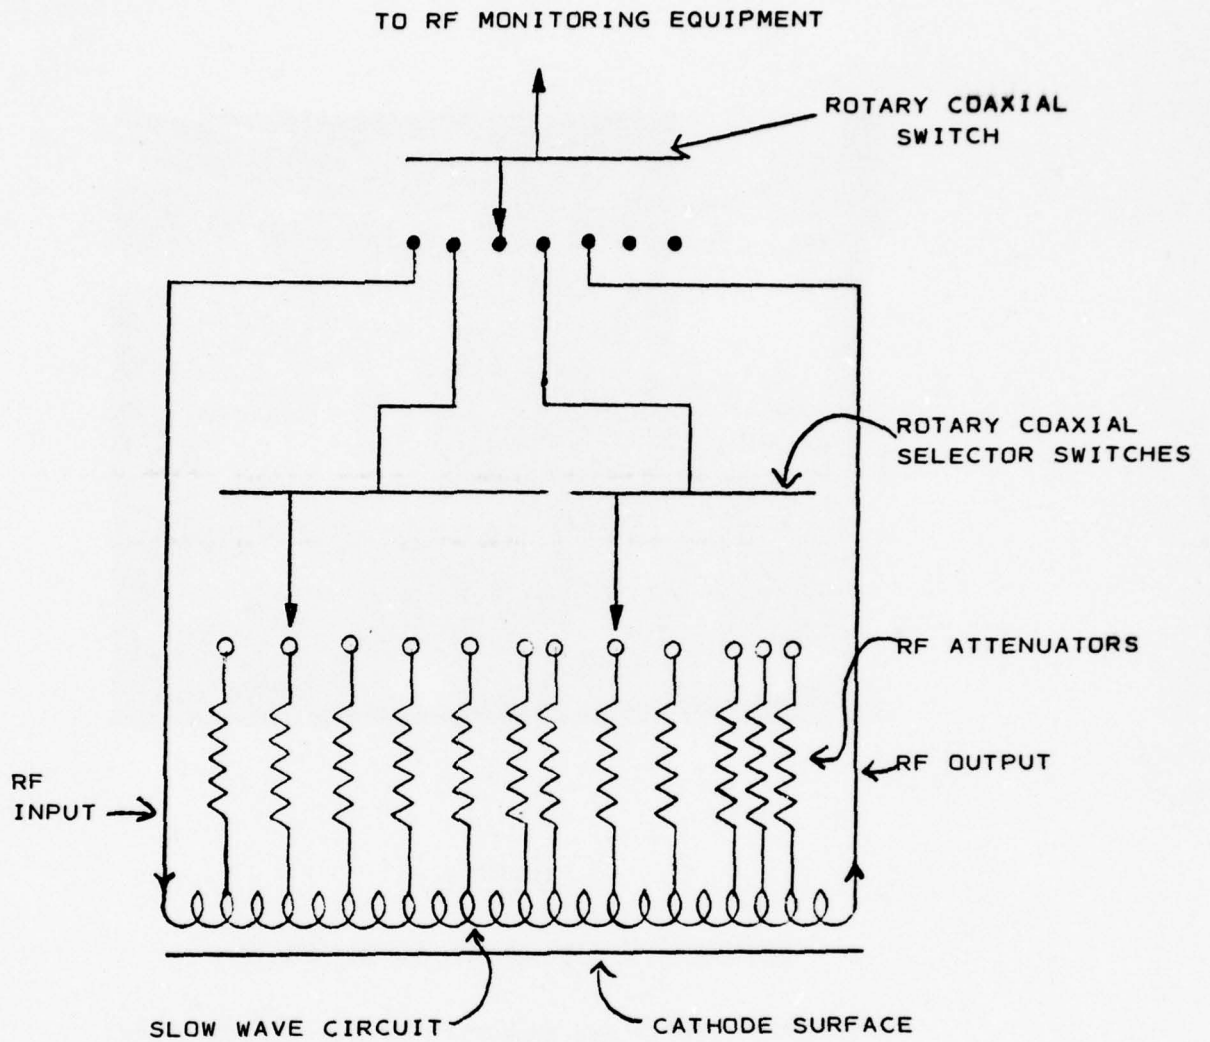 TO RF MONITORING EQUIPMENT
ROTARY COAXIAL
SWITCH
ROTARY COAXIAL
SELECTOR SWITCHES
RF ATTENUATORS
RF OUTPUT
RF
INPUT
SLOW WAVE CIRCUIT
CATHODE SURFACE